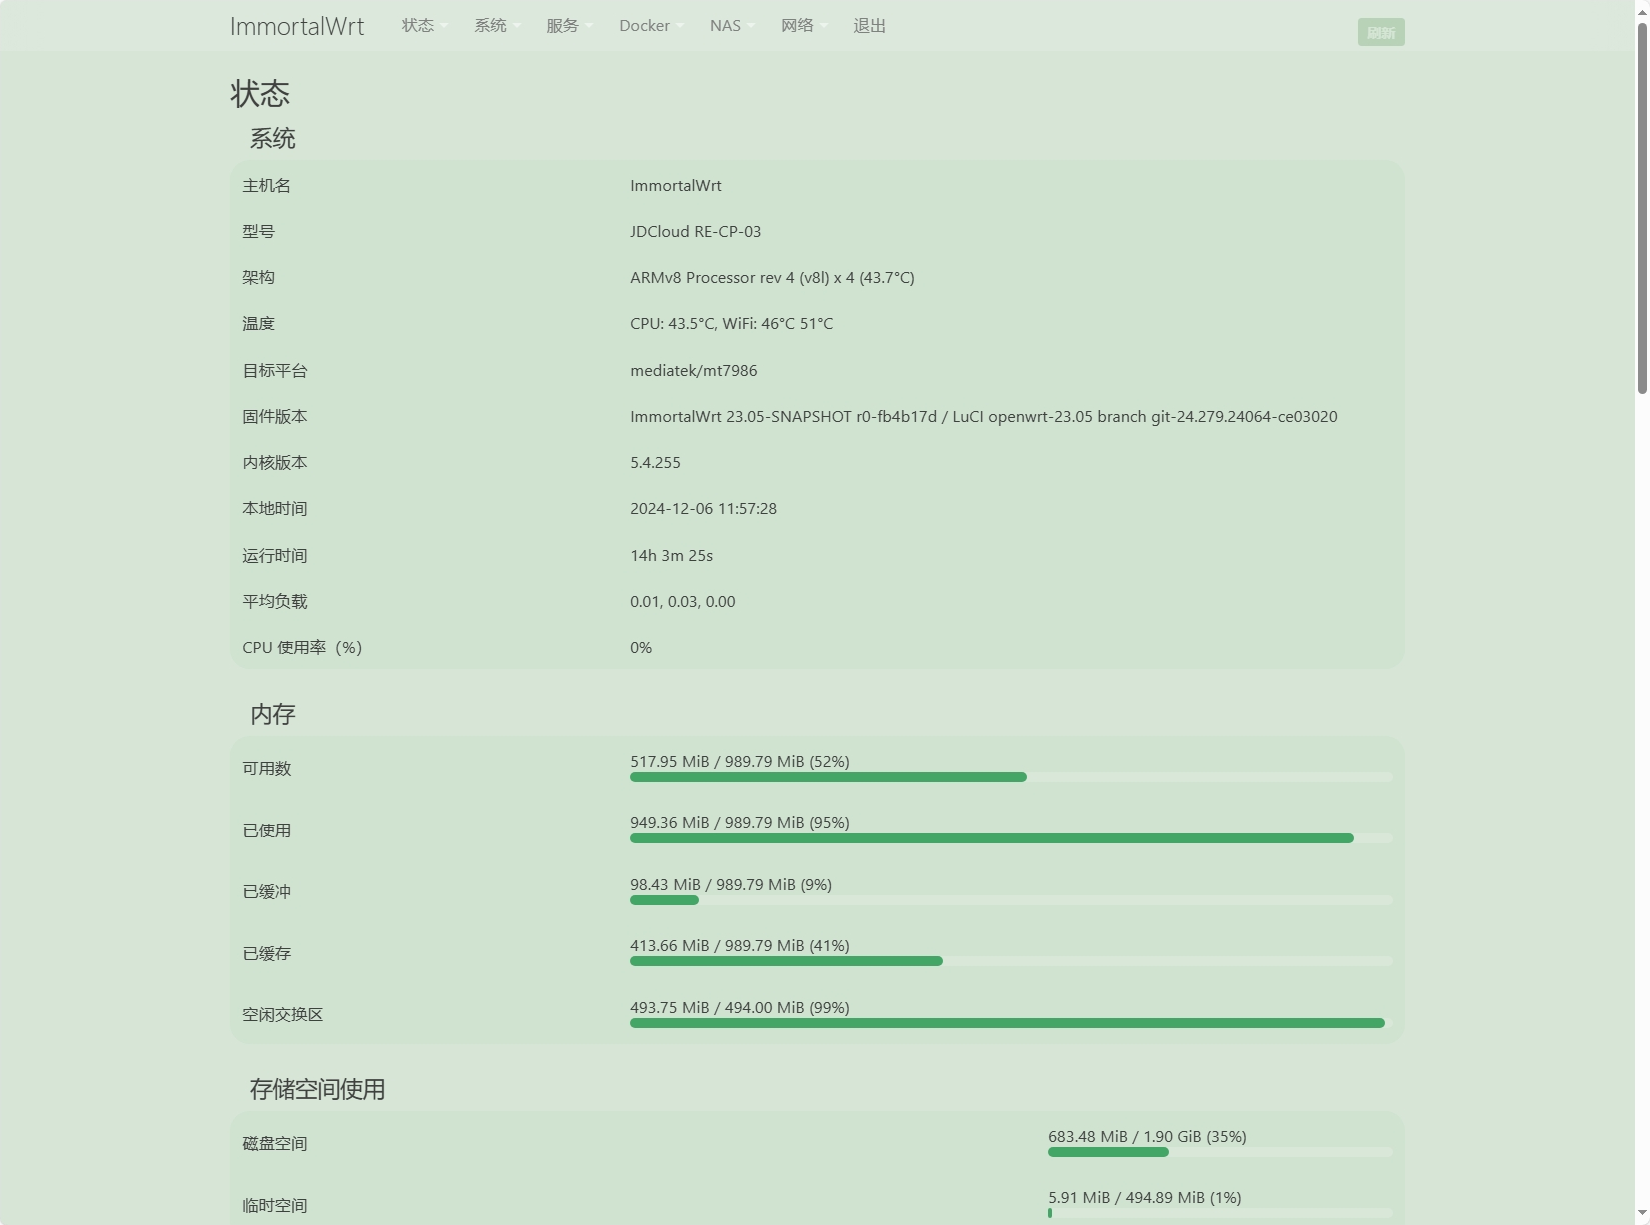 ImmortalWrt 状态 系统 服务 Docker NAS 网络 退出 刷新
状态
系统
主机名 ImmortalWrt
型号 JDCloud RE-CP-03
架构 ARMv8 Processor rev 4 (v8l) x 4 (43.7°C)
温度 CPU: 43.5°C, WiFi: 46°C 51°C
目标平台 mediatek/mt7986
固件版本 ImmortalWrt 23.05-SNAPSHOT r0-fb4b17d / LuCI openwrt-23.05 branch git-24.279.24064-ce03020
内核版本 5.4.255
本地时间 2024-12-06 11:57:28
运行时间 14h 3m 25s
平均负载 0.01, 0.03, 0.00
CPU 使用率（%） 0%
内存
可用数 517.95 MiB / 989.79 MiB (52%)
已使用 949.36 MiB / 989.79 MiB (95%)
已缓冲 98.43 MiB / 989.79 MiB (9%)
已缓存 413.66 MiB / 989.79 MiB (41%)
空闲交换区 493.75 MiB / 494.00 MiB (99%)
存储空间使用
磁盘空间 683.48 MiB / 1.90 GiB (35%)
临时空间 5.91 MiB / 494.89 MiB (1%)